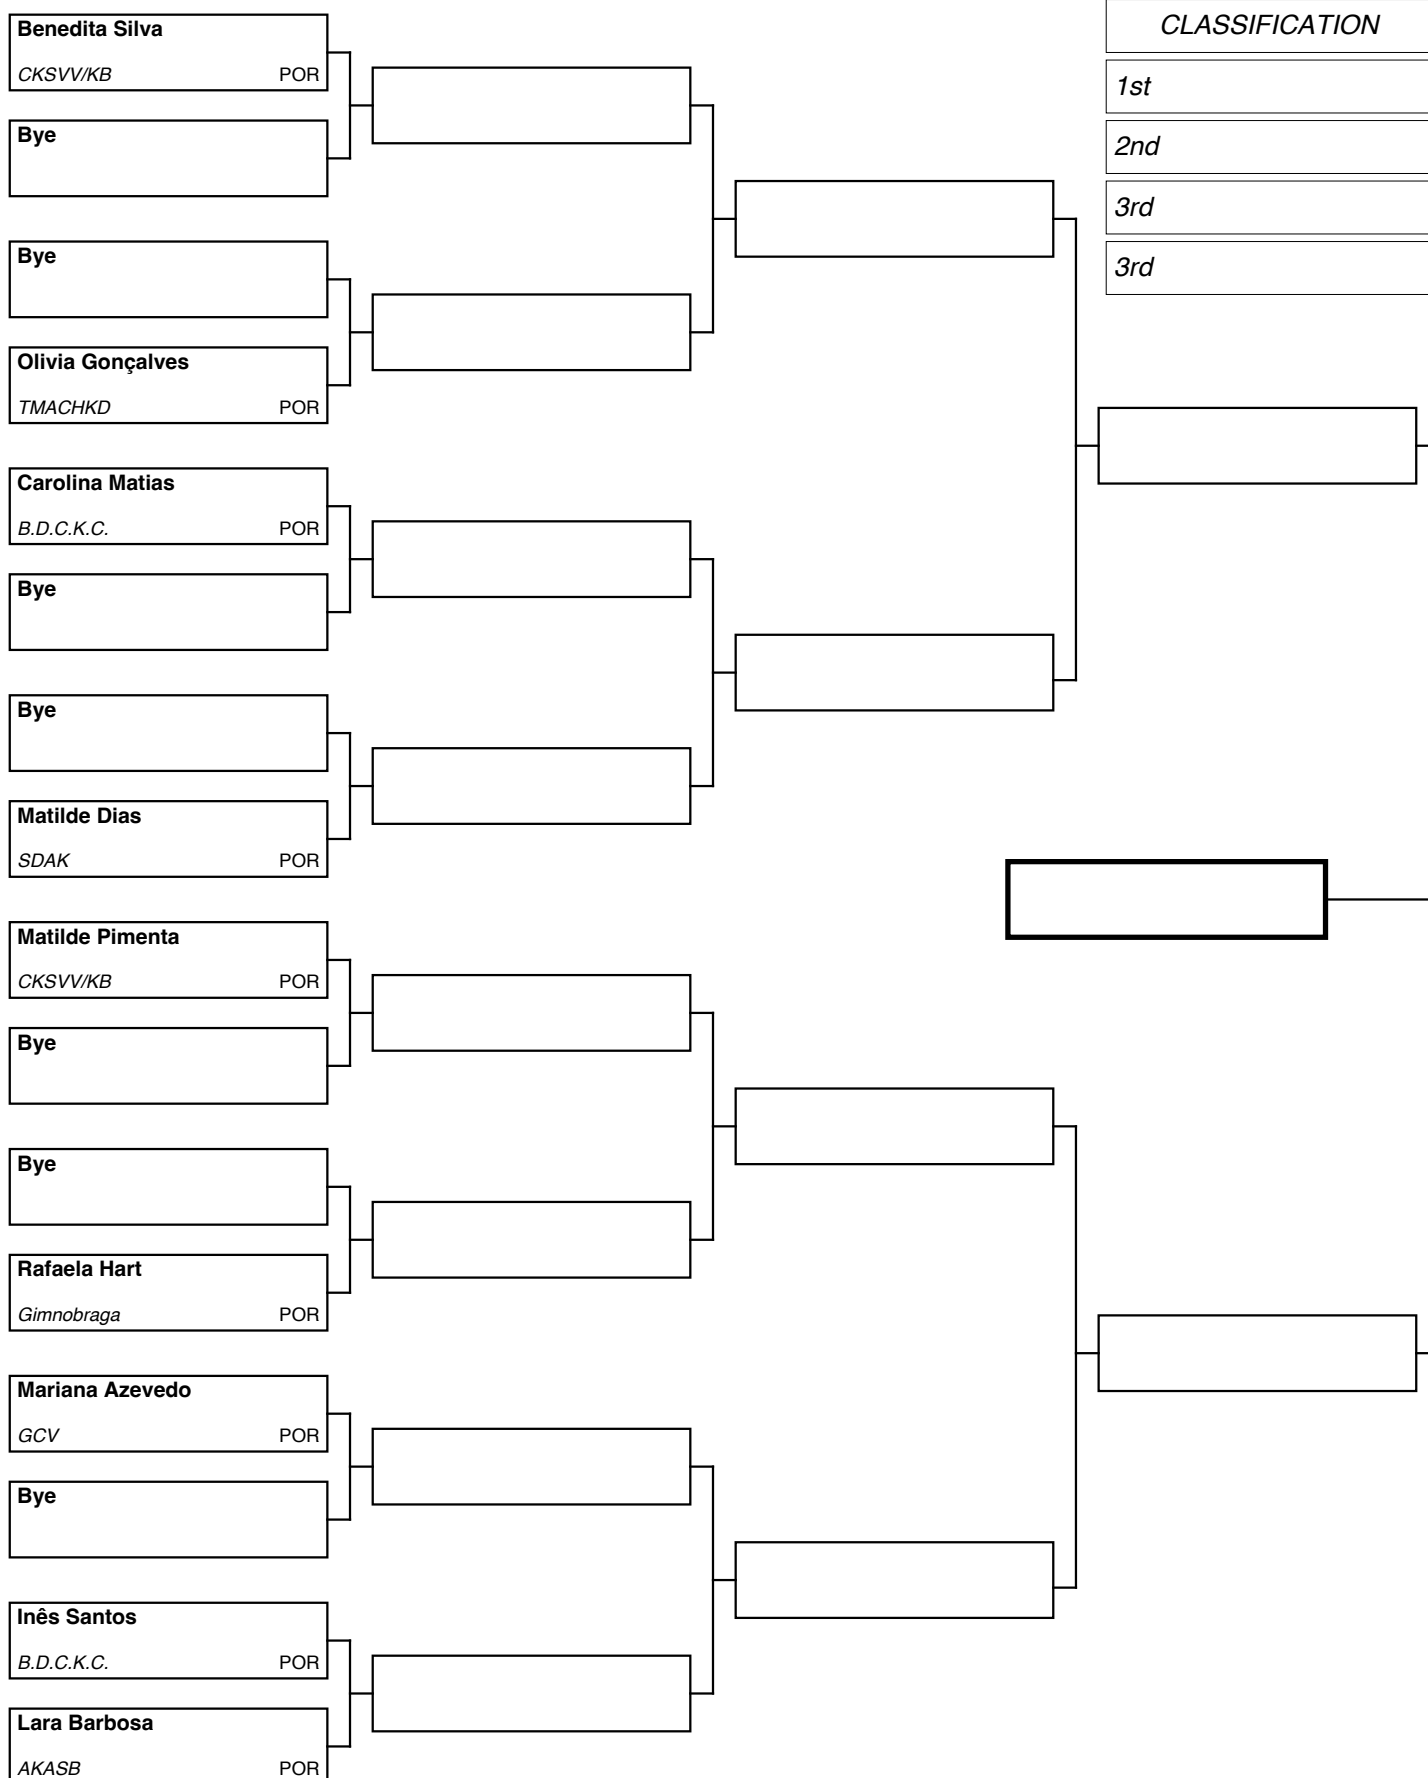 Benedita Silva
CKSVV/KB POR
Bye
Bye
Olivia Gonçalves
TMACHKD POR
Carolina Matias
B.D.C.K.C. POR
Bye
Bye
Matilde Dias
SDAK POR
Matilde Pimenta
CKSVV/KB POR
Bye
Bye
Rafaela Hart
Gimnobraga POR
Mariana Azevedo
GCV POR
Bye
Inês Santos
B.D.C.K.C. POR
Lara Barbosa
AKASB POR
CLASSIFICATION
1st
2nd
3rd
3rd